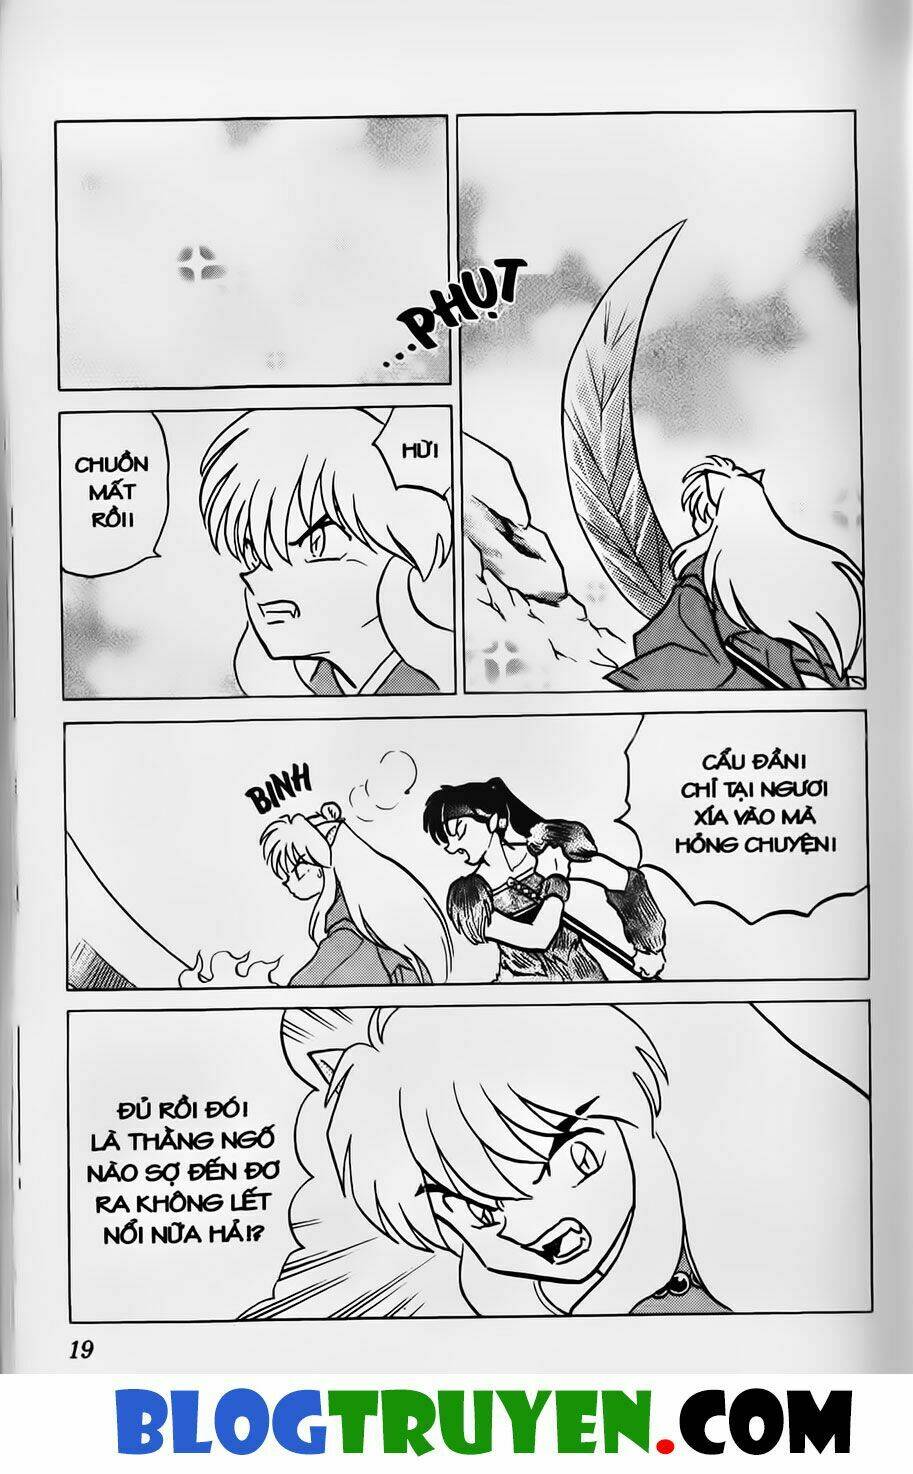 ...PHỤT
HỪ!
CHUỒN
MẤT
RỒI!
BINH
CẨU ĐẦN!
CHỈ TẠI NGƯƠI
XÍA VÀO MÀ
HỎNG CHUYỆN!
ĐỦ RỒI ĐÓ!
LÀ THẰNG NGỐ
NÀO SỢ ĐẾN ĐƠ
RA KHÔNG LẾT
NỔI NỮA HẢ!?
19
BLOGTRUYEN.COM